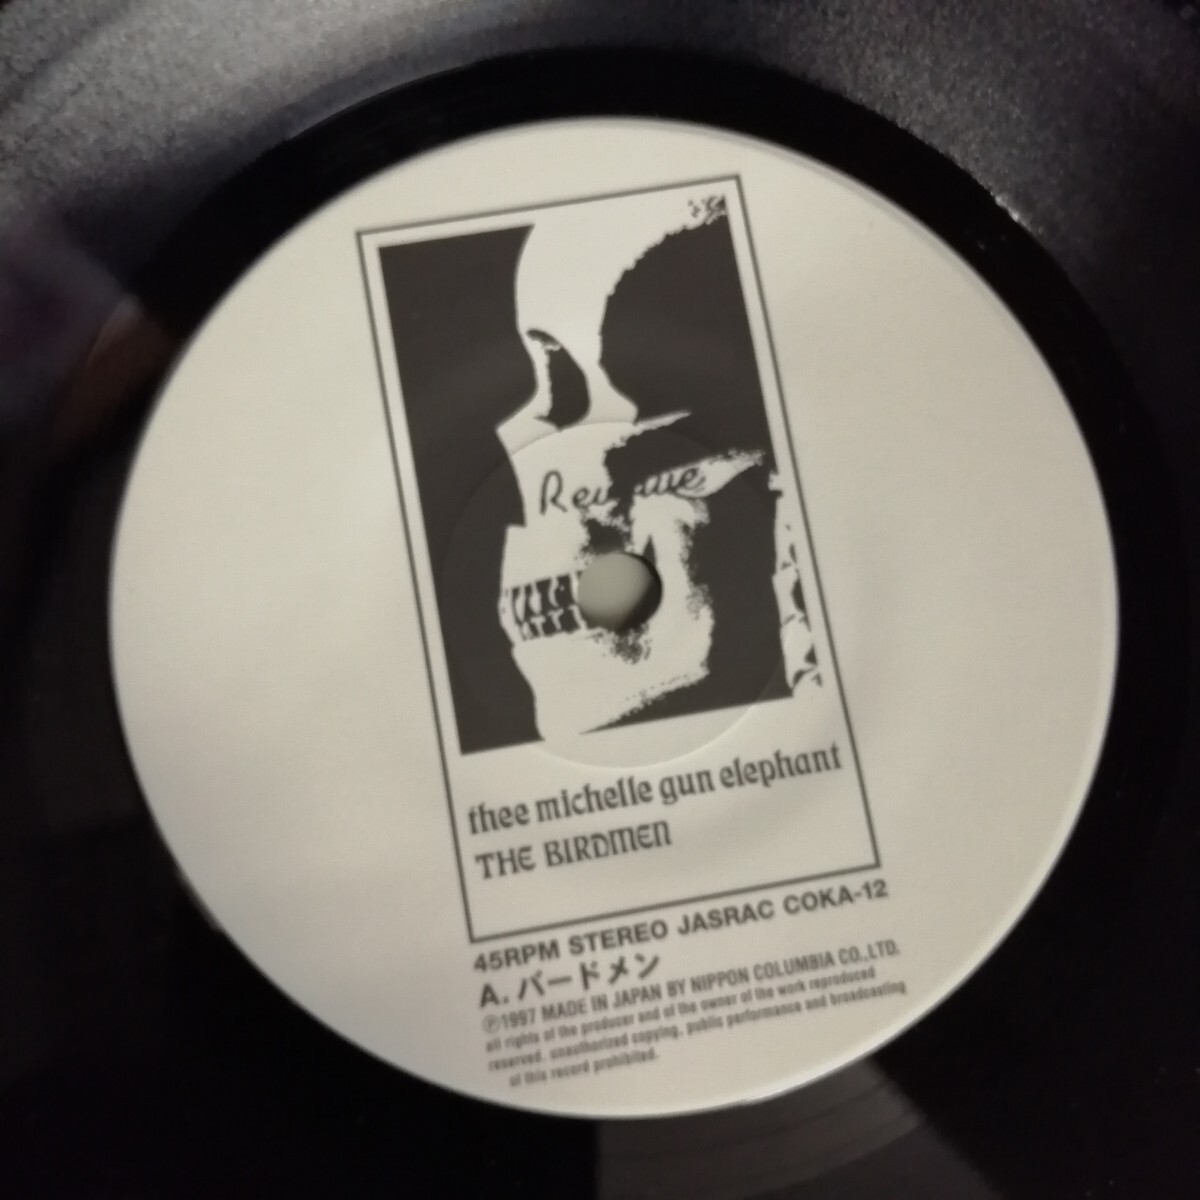 thee michelle gun elephant
THE BIRDMEN
45RPM STEREO JASRAC COKA-12
A. バードメン
Ⓟ1997 MADE IN JAPAN BY NIPPON COLUMBIA CO.,LTD.
all rights of the producer and of the owner of the work reproduced
reserved. unauthorized copying, public performance and broadcasting
of this record prohibited.